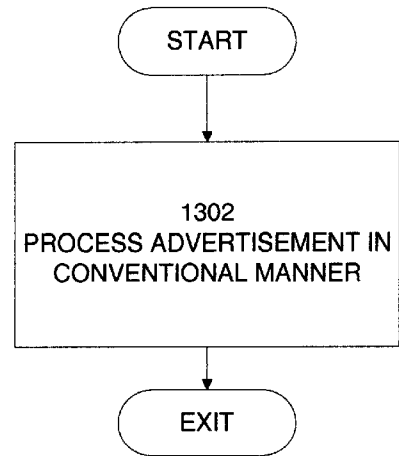 START
1302
PROCESS ADVERTISEMENT IN
CONVENTIONAL MANNER
EXIT